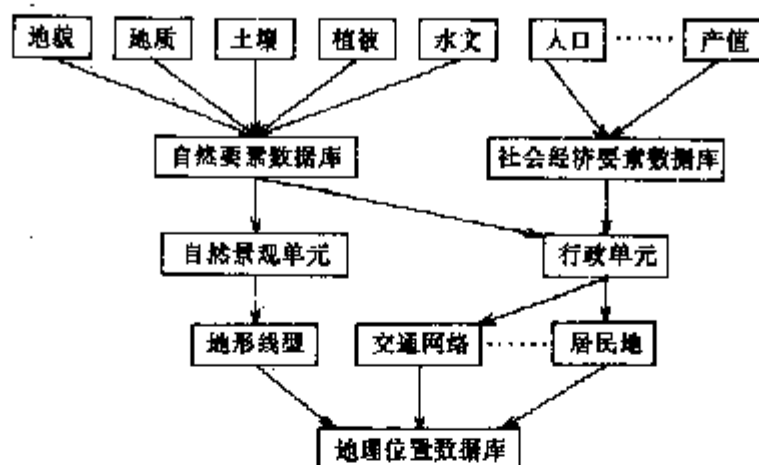 地貌 地质 土壤 植被 水文 人口 产值
自然要素数据库 社会经济要素数据库
自然景观单元 行政单元
地形线型 交通网络 居民地
地理位置数据库